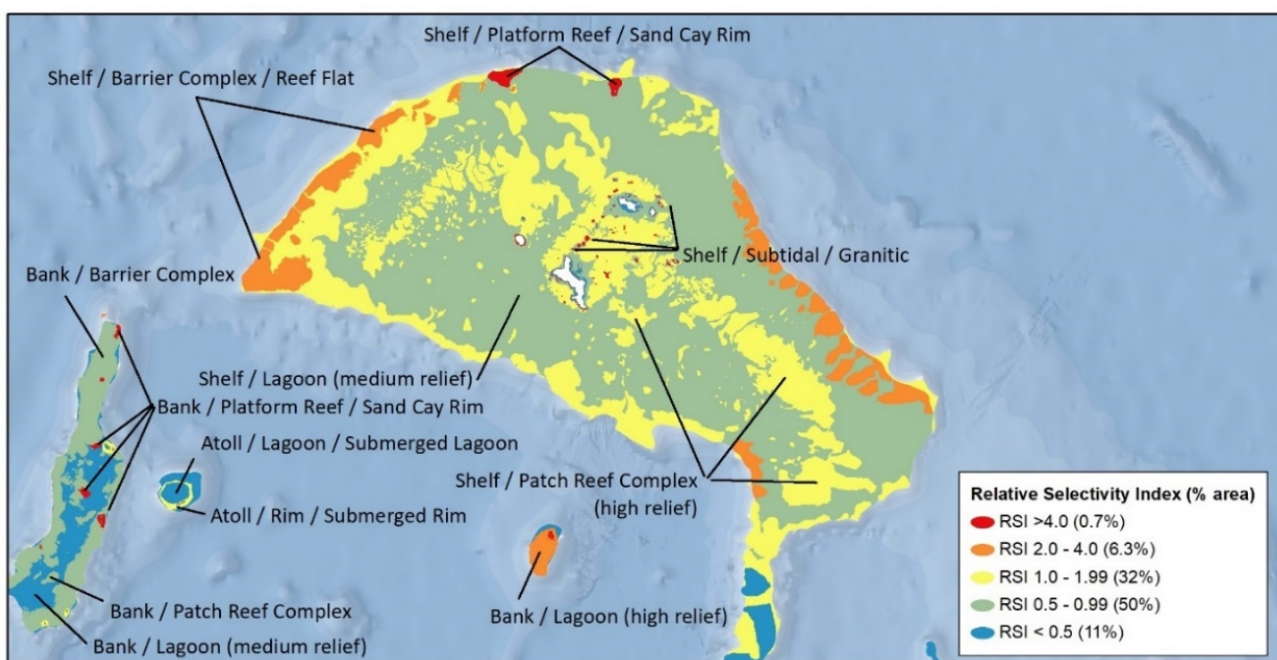 Shelf / Platform Reef / Sand Cay Rim
Shelf / Barrier Complex / Reef Flat
Shelf / Subtidal / Granitic
Bank / Barrier Complex
Shelf / Lagoon (medium relief)
Bank / Platform Reef / Sand Cay Rim
Atoll / Lagoon / Submerged Lagoon
Shelf / Patch Reef Complex
(high relief)
Atoll / Rim / Submerged Rim
Bank / Patch Reef Complex
Bank / Lagoon (high relief)
Bank / Lagoon (medium relief)
Relative Selectivity Index (% area)
RSI >4.0 (0.7%)
RSI 2.0 - 4.0 (6.3%)
RSI 1.0 - 1.99 (32%)
RSI 0.5 - 0.99 (50%)
RSI < 0.5 (11%)